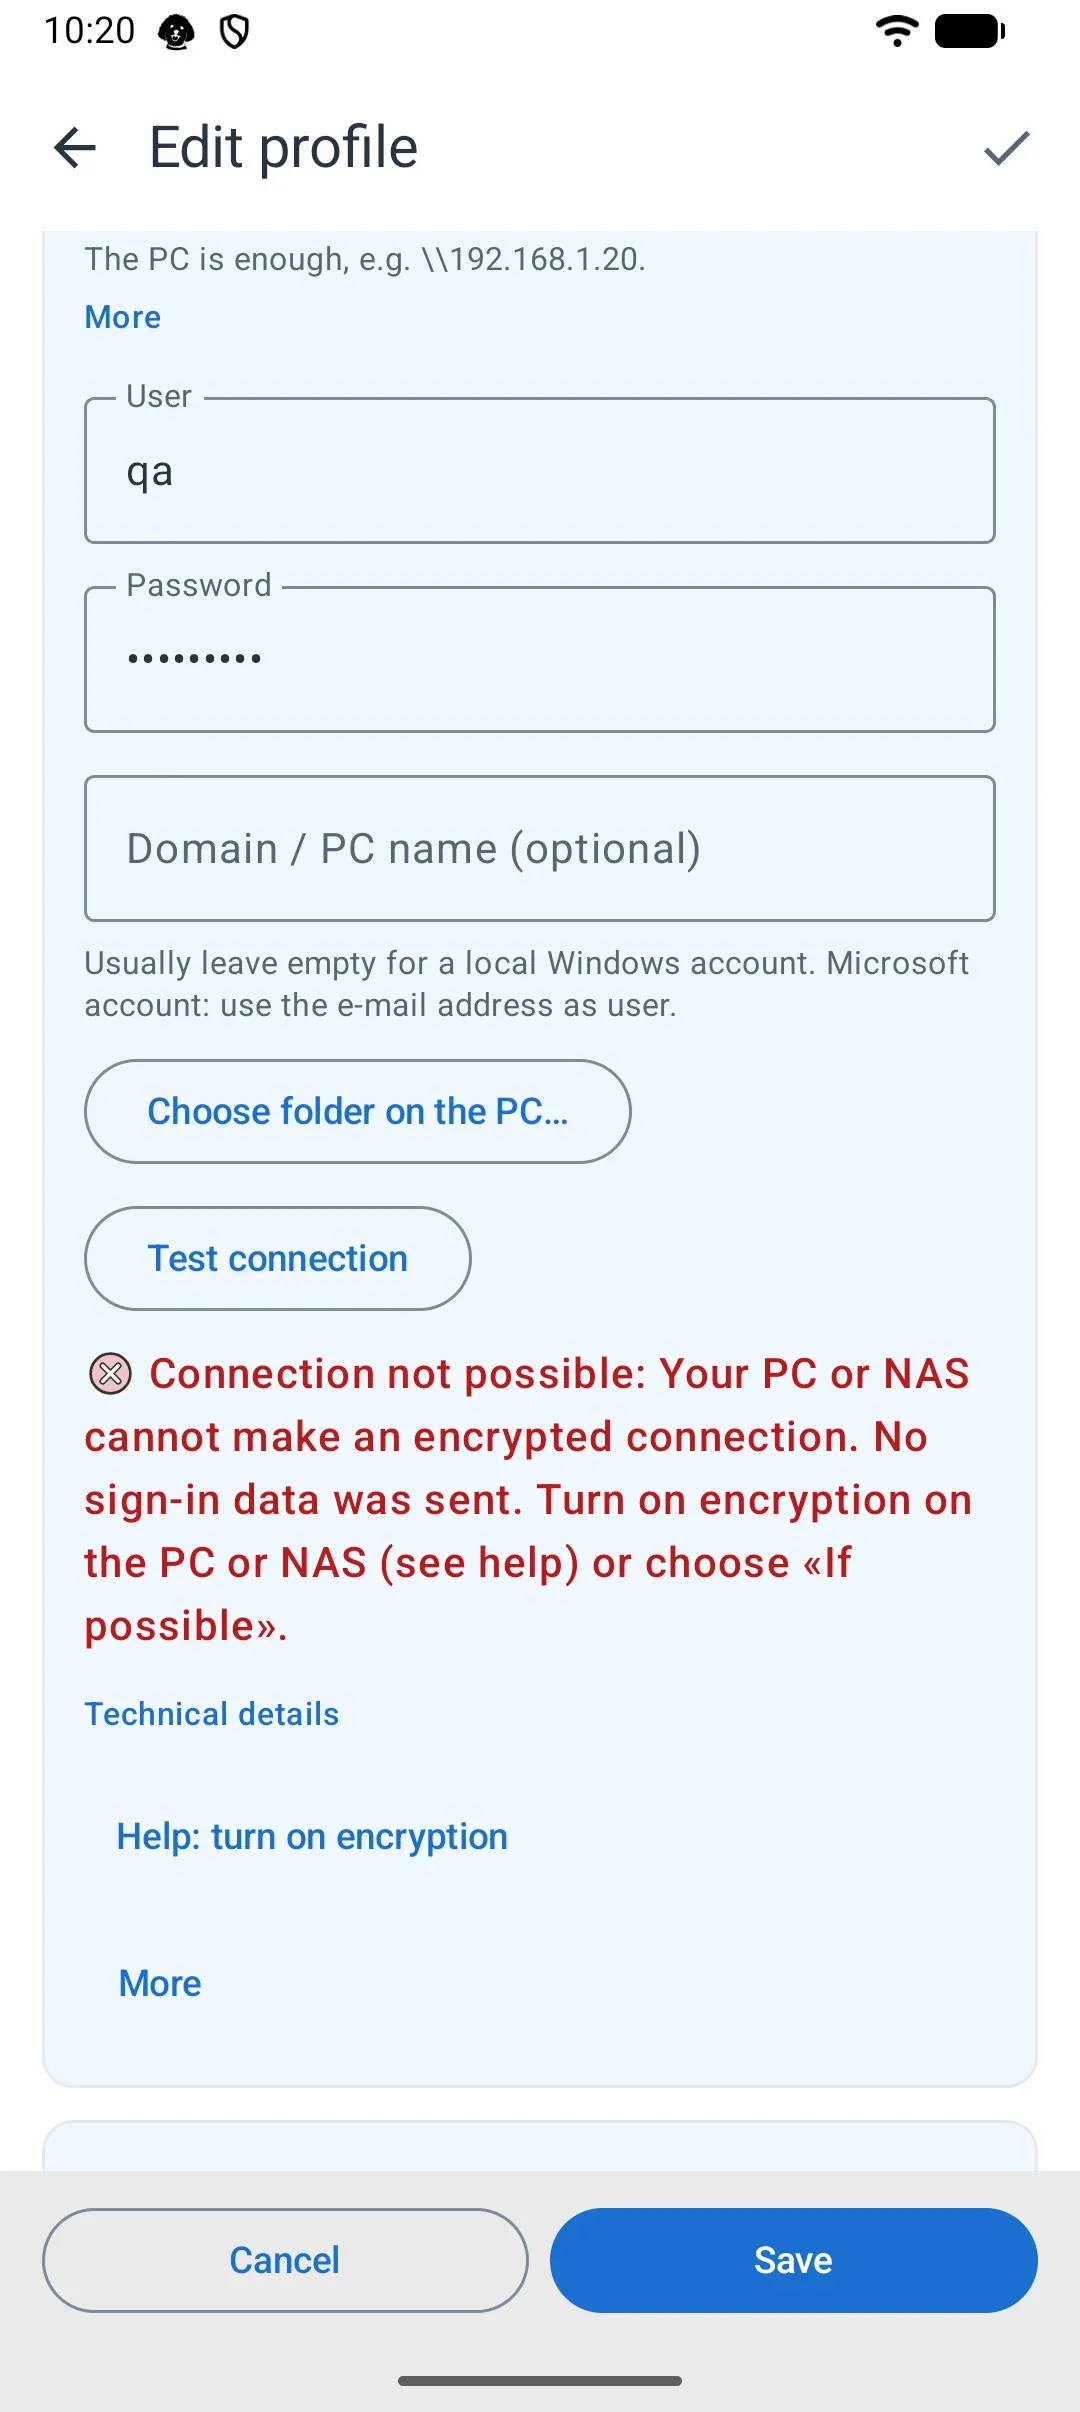 10:20
Edit profile
The PC is enough, e.g. \\192.168.1.20.
More
User
qa
Password
•••••••••
Domain / PC name (optional)
Usually leave empty for a local Windows account. Microsoft
account: use the e-mail address as user.
Choose folder on the PC…
Test connection
Connection not possible: Your PC or NAS
cannot make an encrypted connection. No
sign-in data was sent. Turn on encryption on
the PC or NAS (see help) or choose «If
possible».
Technical details
Help: turn on encryption
More
Cancel
Save